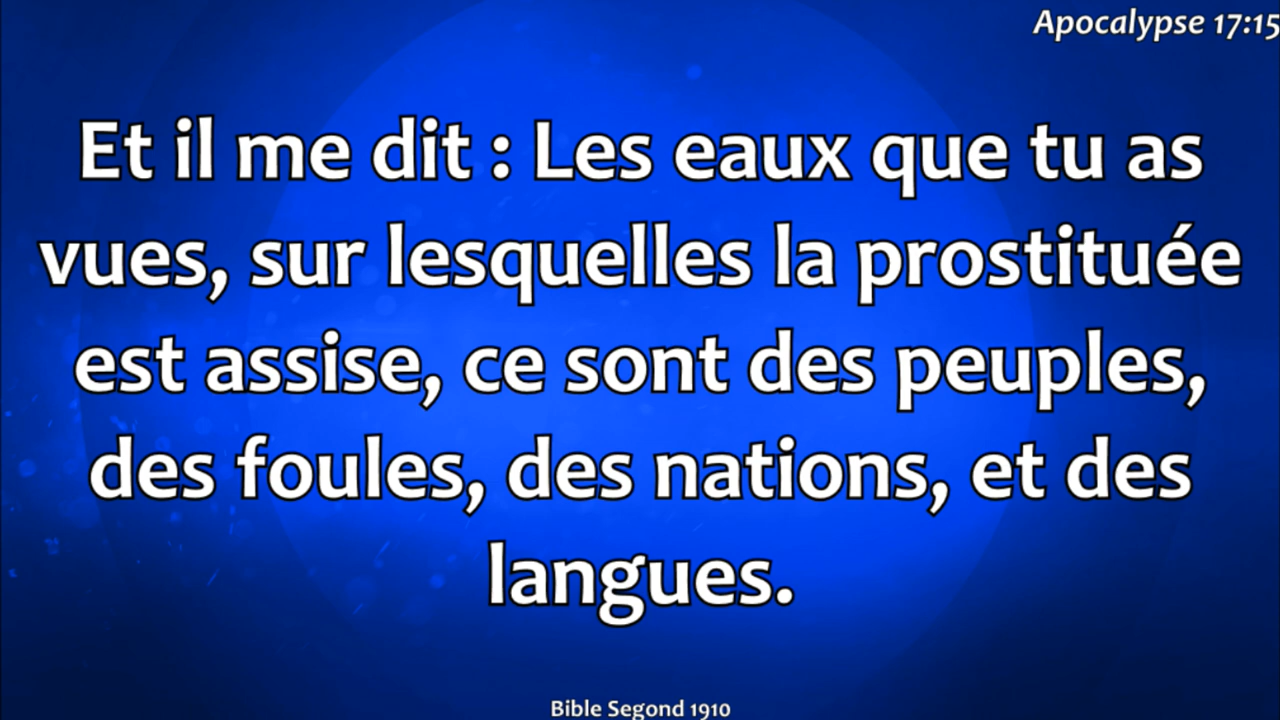 Apocalypse 17:15
Et il me dit : Les eaux que tu as
vues, sur lesquelles la prostituée
est assise, ce sont des peuples,
des foules, des nations, et des
langues.
Bible Segond 1910